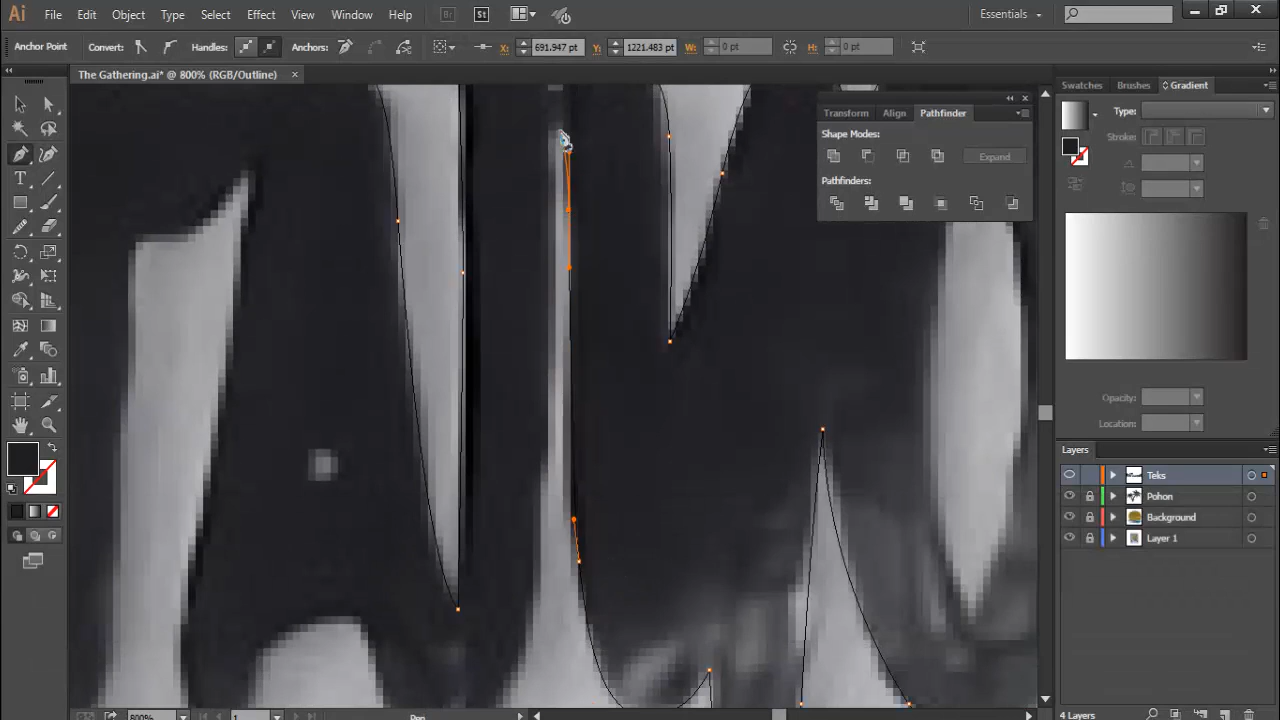 Ai File Edit Object Type Select Effect View Window Help Br St Essentials
Anchor Point Convert: Handles: Anchors: X: 691.947 pt Y: 1221.483 pt W: 0 pt H: 0 pt
The Gathering.ai* @ 800% (RGB/Outline) ×
Swatches Brushes Gradient
Type:
Stroke:
Opacity:
Location:
Transform Align Pathfinder
Shape Modes:
Expand
Pathfinders:
Layers
Teks
Pohon
Background
Layer 1
4 Layers
800% 1 Pen